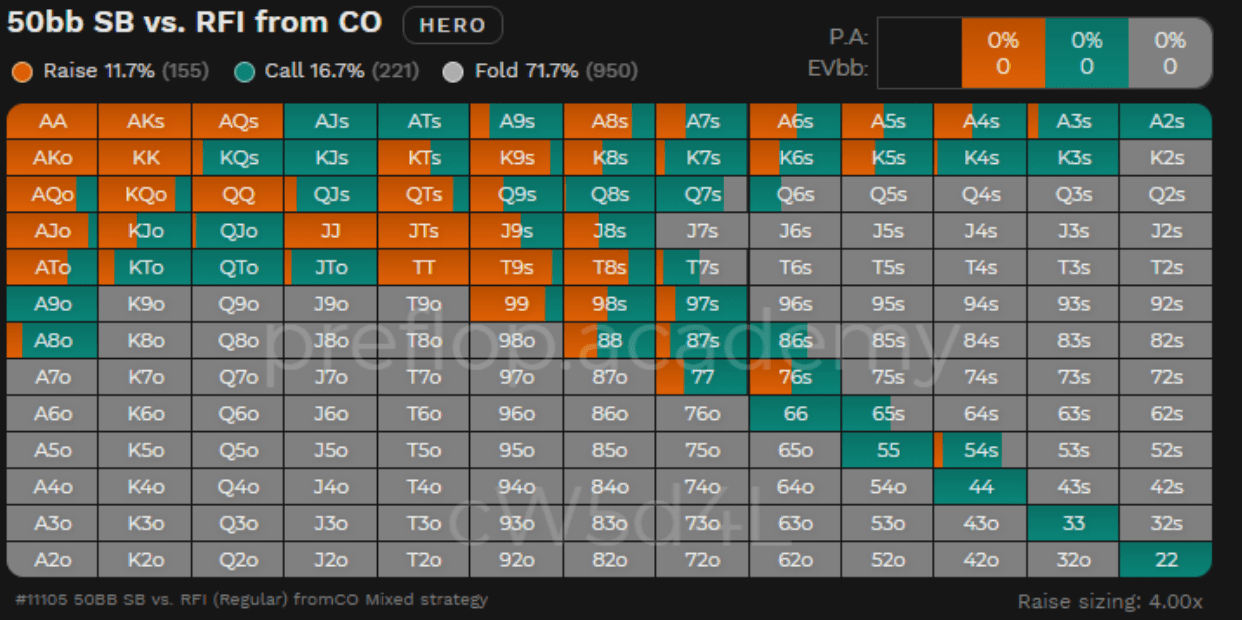 50bb SB vs. RFI from CO HERO
Raise 11.7% (155) Call 16.7% (221) Fold 71.7% (950)
P.A: 0% 0% 0%
EVbb: 0 0 0
AA AKs AQs AJs ATs A9s A8s A7s A6s A5s A4s A3s A2s
AKo KK KQs KJs KTs K9s K8s K7s K6s K5s K4s K3s K2s
AQo KQo QQ QJs QTs Q9s Q8s Q7s Q6s Q5s Q4s Q3s Q2s
AJo KJo QJo JJ JTs J9s J8s J7s J6s J5s J4s J3s J2s
ATo KTo QTo JTo TT T9s T8s T7s T6s T5s T4s T3s T2s
A9o K9o Q9o J9o T9o 99 98s 97s 96s 95s 94s 93s 92s
A8o K8o Q8o J8o T8o 98o 88 87s 86s 85s 84s 83s 82s
preflop.academy
A7o K7o Q7o J7o T7o 97o 87o 77 76s 75s 74s 73s 72s
A6o K6o Q6o J6o T6o 96o 86o 76o 66 65s 64s 63s 62s
A5o K5o Q5o J5o T5o 95o 85o 75o 65o 55 54s 53s 52s
A4o K4o Q4o J4o T4o 94o 84o 74o 64o 54o 44 43s 42s
cW5d4L
A3o K3o Q3o J3o T3o 93o 83o 73o 63o 53o 43o 33 32s
A2o K2o Q2o J2o T2o 92o 82o 72o 62o 52o 42o 32o 22
#11105 50BB SB vs. RFI (Regular) fromCO Mixed strategy
Raise sizing: 4.00x